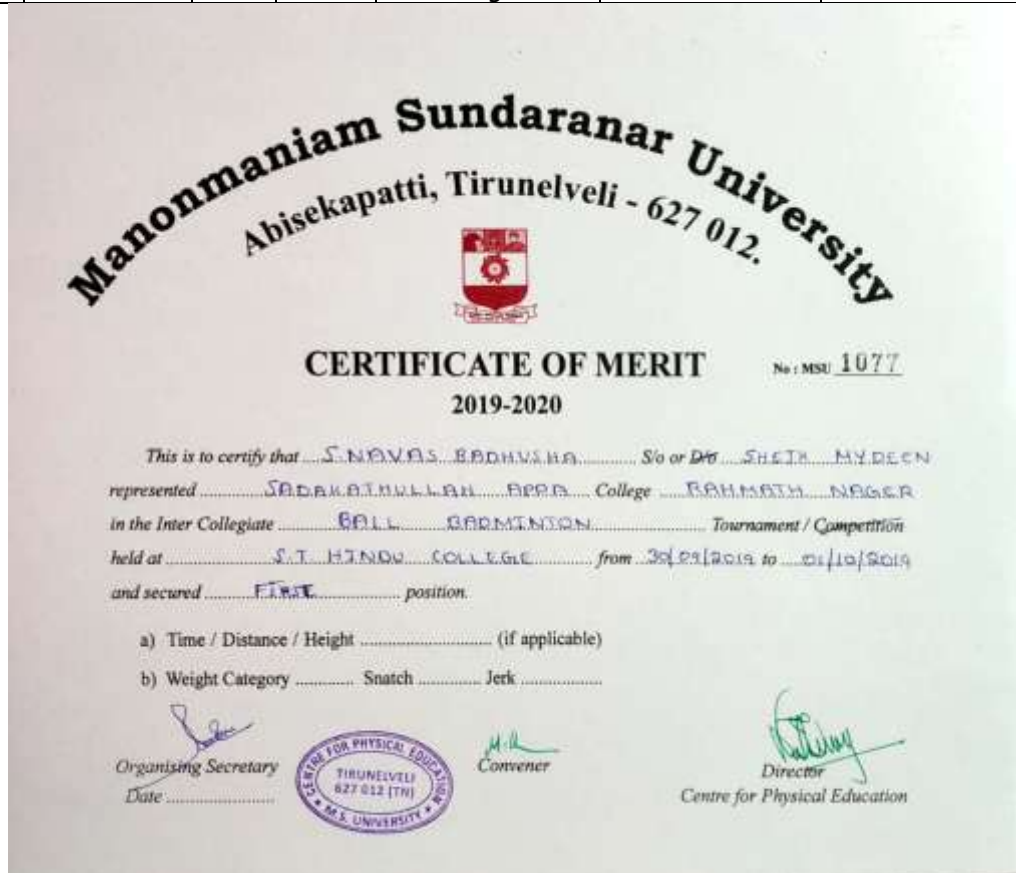 Manonmaniam Sundaranar University
Abisekapatti, Tirunelveli - 627 012.
CERTIFICATE OF MERIT
No : MSU 1077
2019-2020
This is to certify that S.NAVAS BADHUSHA S/o or D/o SHEIK MYDEEN
represented SADAKATHULLAH APPA College RAHMATH NAGER
in the Inter Collegiate BALL BADMINTON Tournament / Competition
held at S.T. HINDU COLLEGE from 30/09/2019 to 01/10/2019
and secured FIRST position.
a) Time / Distance / Height .......................... (if applicable)
b) Weight Category ............ Snatch ............ Jerk ................
Organising Secretary
Date ......................
CENTRE FOR PHYSICAL EDUCATION
TIRUNELVELI
627 012 (TN)
M.S. UNIVERSITY
Convener
Director
Centre for Physical Education